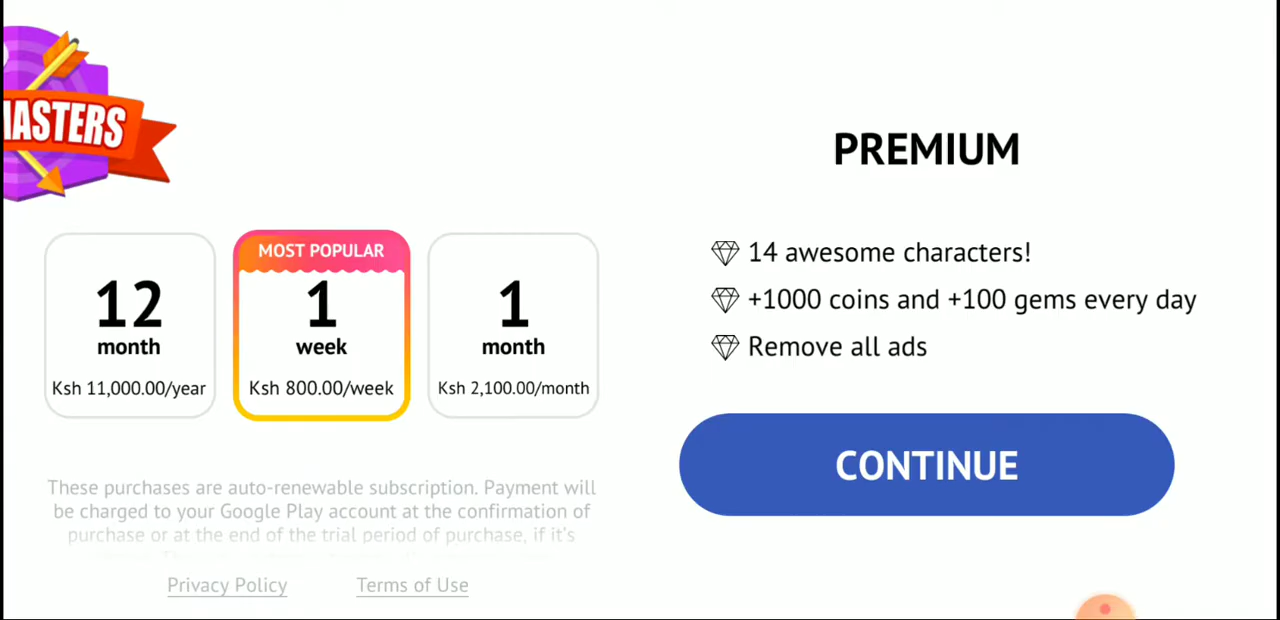 MASTERS
12
month
Ksh 11,000.00/year
MOST POPULAR
1
week
Ksh 800.00/week
1
month
Ksh 2,100.00/month
These purchases are auto-renewable subscription. Payment will
be charged to your Google Play account at the confirmation of
purchase or at the end of the trial period of purchase, if it's
Privacy Policy
Terms of Use
PREMIUM
14 awesome characters!
+1000 coins and +100 gems every day
Remove all ads
CONTINUE